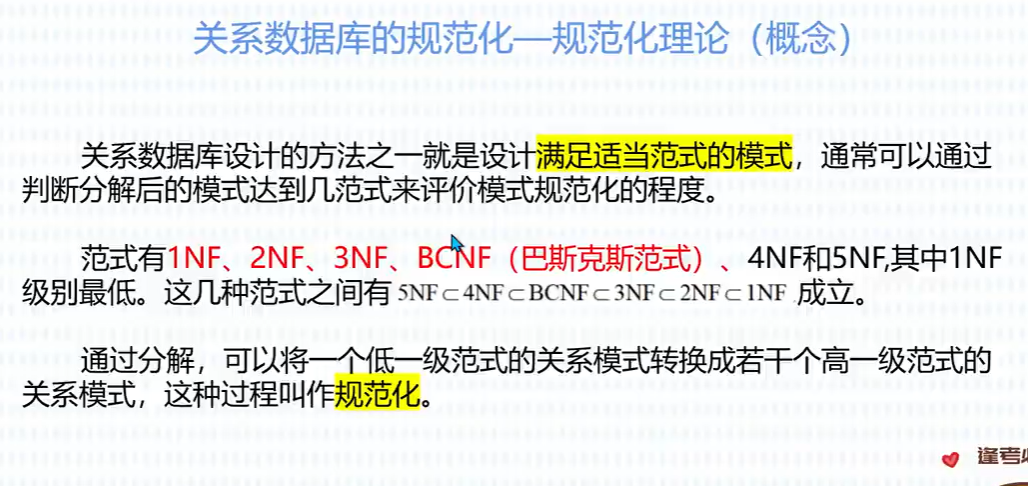 关系数据库的规范化—规范化理论（概念）
关系数据库设计的方法之一就是设计满足适当范式的模式，通常可以通过
判断分解后的模式达到几范式来评价模式规范化的程度。
范式有1NF、2NF、3NF、BCNF（巴斯克斯范式）、4NF和5NF,其中1NF
级别最低。这几种范式之间有 5NF⊂4NF⊂BCNF⊂3NF⊂2NF⊂1NF 成立。
通过分解，可以将一个低一级范式的关系模式转换成若干个高一级范式的
关系模式，这种过程叫作规范化。
逢考